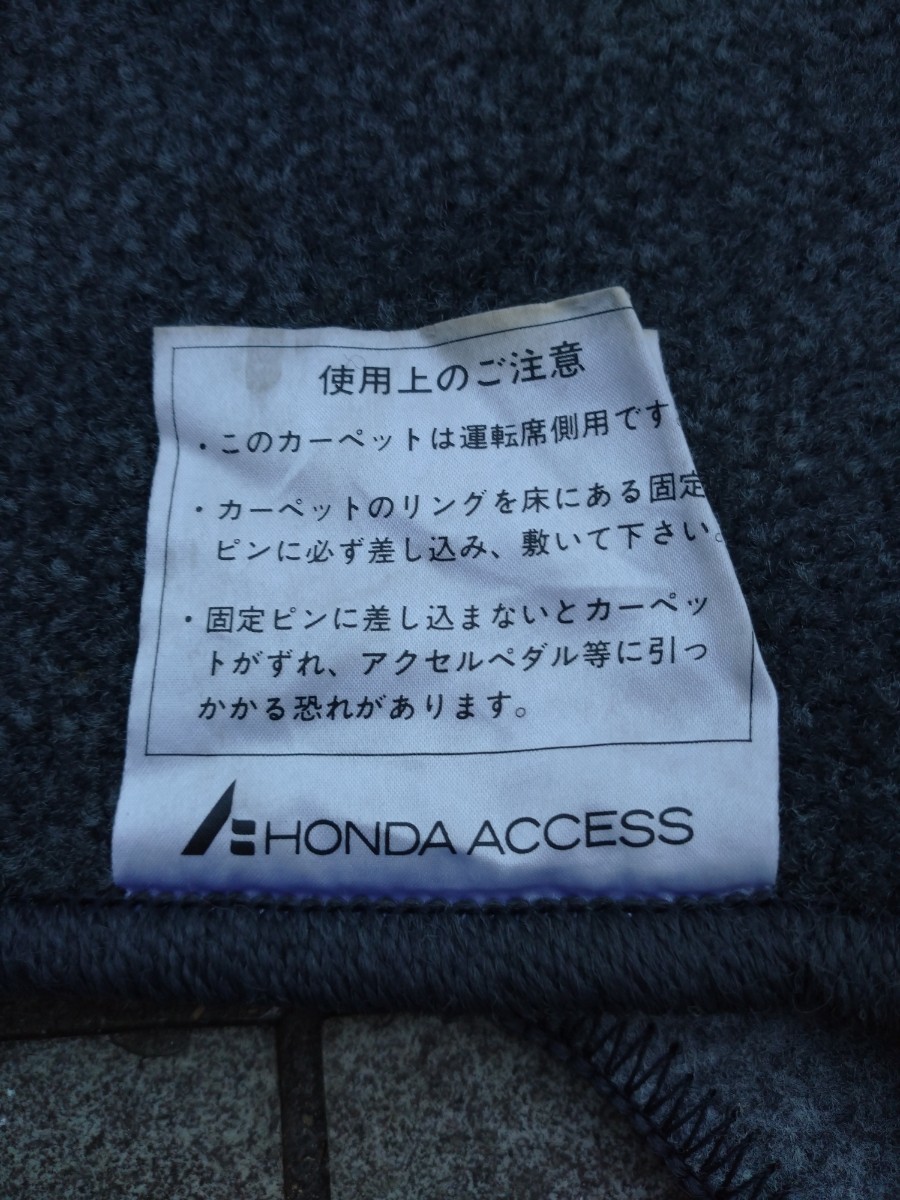 使用上のご注意
・このカーペットは運転席側用です
・カーペットのリングを床にある固定
ピンに必ず差し込み、敷いて下さい。
・固定ピンに差し込まないとカーペッ
トがずれ、アクセルペダル等に引っ
かかる恐れがあります。
HONDA ACCESS